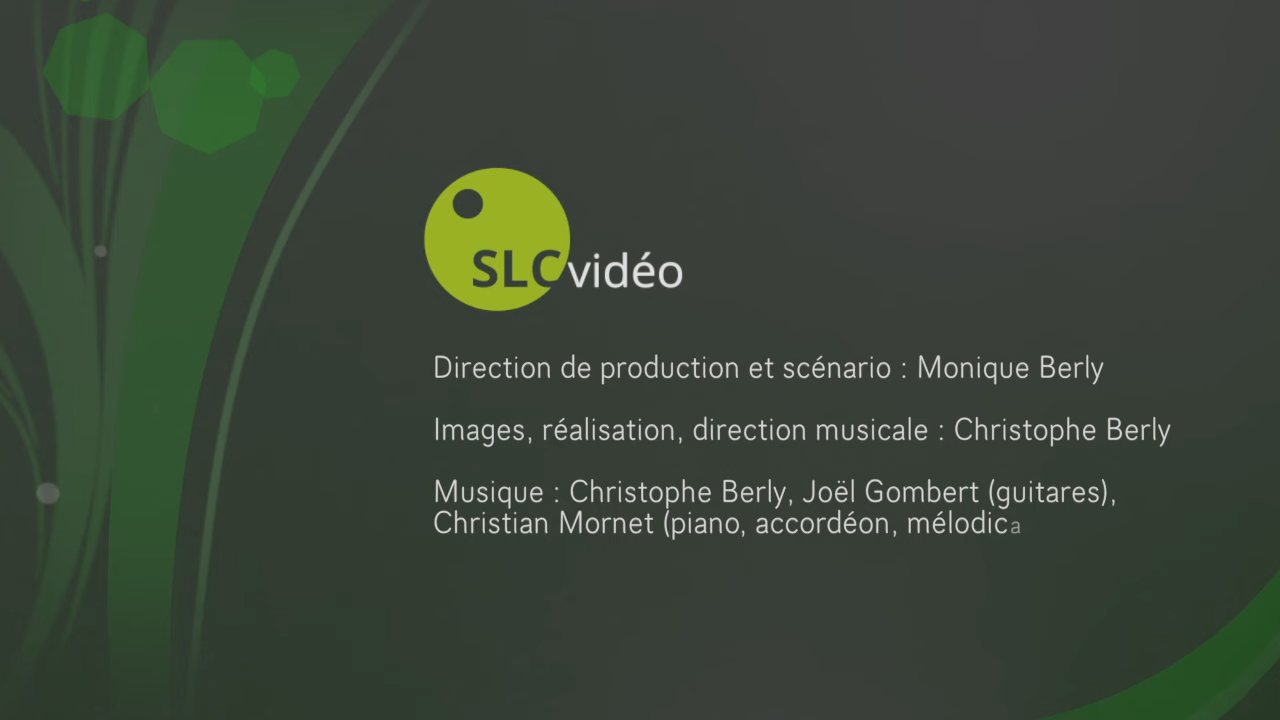 SLC vidéo
Direction de production et scénario : Monique Berly
Images, réalisation, direction musicale : Christophe Berly
Musique : Christophe Berly, Joël Gombert (guitares),
Christian Mornet (piano, accordéon, mélodica